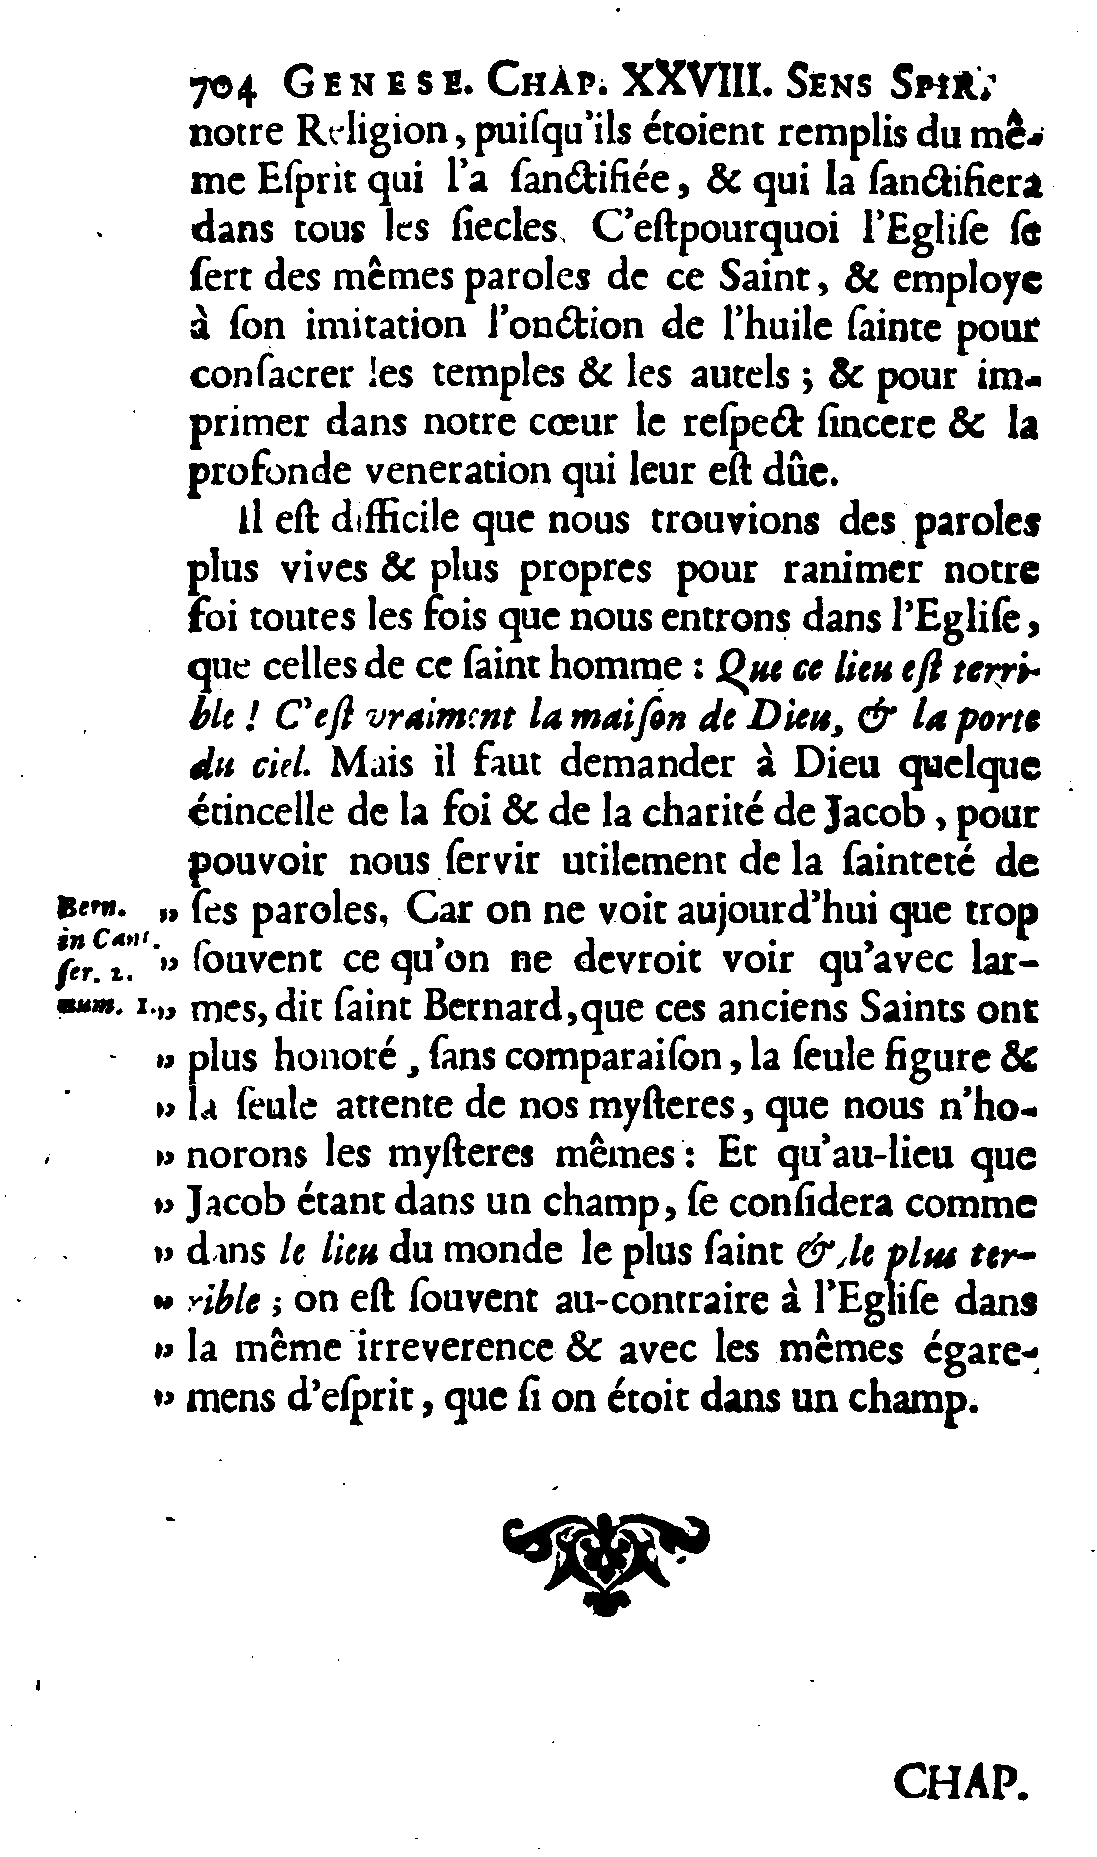 704 GENESE. CHAP. XXVIII. SENS SPIR.
notre Religion, puiſqu'ils étoient remplis du mê-
me Eſprit qui l'a ſanctifiée, & qui la ſanctifiera
dans tous les ſiecles. C'eſtpourquoi l'Egliſe ſe
ſert des mêmes paroles de ce Saint, & employe
à ſon imitation l'onction de l'huile ſainte pour
conſacrer les temples & les autels ; & pour im-
primer dans notre cœur le reſpect ſincere & la
profonde veneration qui leur eſt dûe.
Il eſt difficile que nous trouvions des paroles
plus vives & plus propres pour ranimer notre
foi toutes les fois que nous entrons dans l'Egliſe,
que celles de ce ſaint homme : Que ce lieu eſt terri-
ble ! C'eſt vraiment la maiſon de Dieu, & la porte
du ciel. Mais il faut demander à Dieu quelque
étincelle de la foi & de la charité de Jacob, pour
pouvoir nous ſervir utilement de la ſainteté de
Bern. „ ſes paroles, Car on ne voit aujourd'hui que trop
in Cant. ſer. 2. „ ſouvent ce qu'on ne devroit voir qu'avec lar-
num. 1. „ mes, dit ſaint Bernard, que ces anciens Saints ont
„ plus honoré, ſans comparaiſon, la ſeule figure &
„ la ſeule attente de nos myſteres, que nous n'ho-
„ norons les myſteres mêmes : Et qu'au-lieu que
„ Jacob étant dans un champ, ſe conſidera comme
„ dans le lieu du monde le plus ſaint & le plus ter-
„ rible ; on eſt ſouvent au-contraire à l'Egliſe dans
„ la même irreverence & avec les mêmes égare-
„ mens d'eſprit, que ſi on étoit dans un champ.
CHAP.